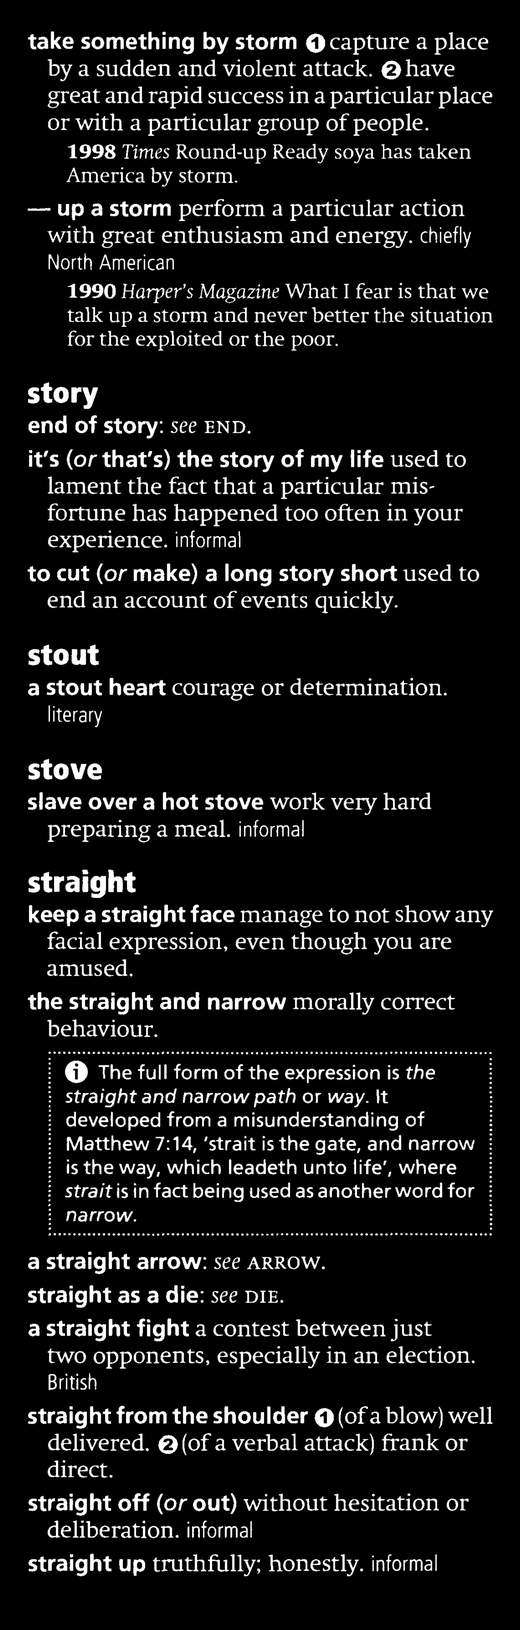 take something by storm ❶ capture a place
by a sudden and violent attack. ❷ have
great and rapid success in a particular place
or with a particular group of people.
1998 Times Round-up Ready soya has taken
America by storm.
— up a storm perform a particular action
with great enthusiasm and energy. chiefly
North American
1990 Harper's Magazine What I fear is that we
talk up a storm and never better the situation
for the exploited or the poor.
story
end of story: see END.
it's (or that's) the story of my life used to
lament the fact that a particular mis-
fortune has happened too often in your
experience. informal
to cut (or make) a long story short used to
end an account of events quickly.
stout
a stout heart courage or determination.
literary
stove
slave over a hot stove work very hard
preparing a meal. informal
straight
keep a straight face manage to not show any
facial expression, even though you are
amused.
the straight and narrow morally correct
behaviour.
ⓘ The full form of the expression is the
straight and narrow path or way. It
developed from a misunderstanding of
Matthew 7:14, 'strait is the gate, and narrow
is the way, which leadeth unto life', where
strait is in fact being used as another word for
narrow.
a straight arrow: see ARROW.
straight as a die: see DIE.
a straight fight a contest between just
two opponents, especially in an election.
British
straight from the shoulder ❶ (of a blow) well
delivered. ❷ (of a verbal attack) frank or
direct.
straight off (or out) without hesitation or
deliberation. informal
straight up truthfully; honestly. informal